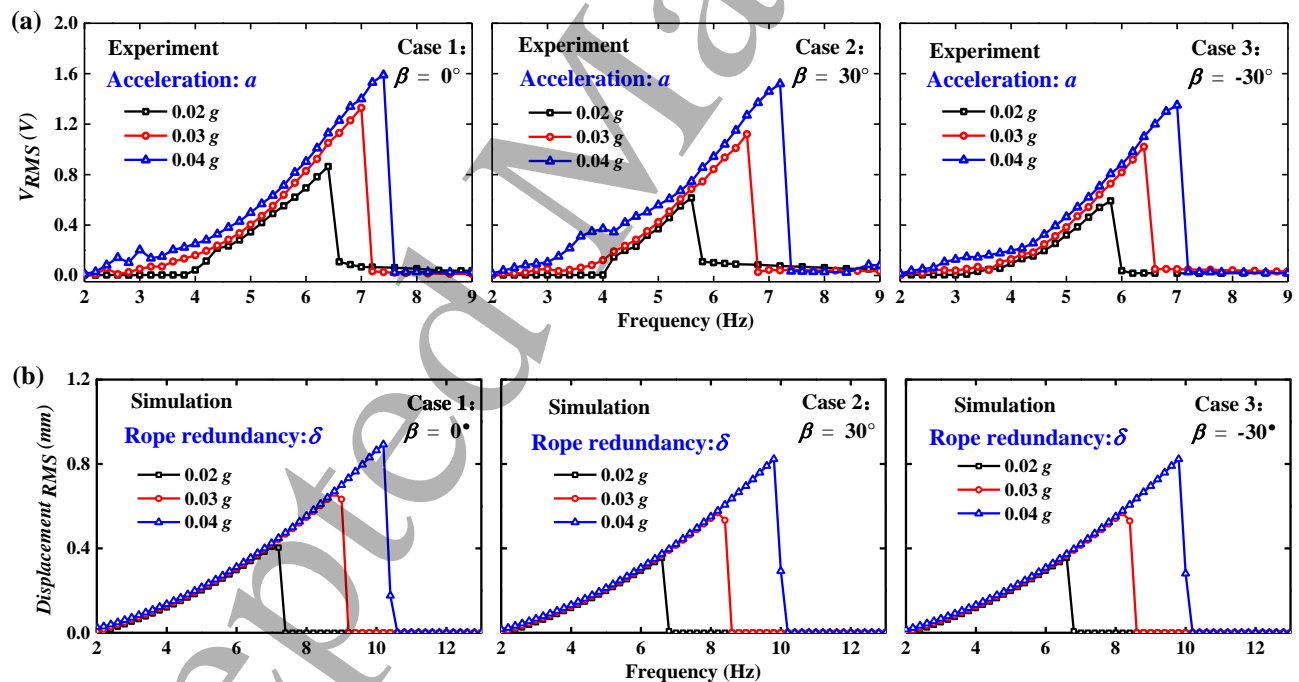 (a)
2.0
1.6
1.2
0.8
0.4
0.0
V_RMS (V)
Experiment
Case 1:
Acceleration: a
β = 0°
0.02 g
0.03 g
0.04 g
2 3 4 5 6 7 8 9
Experiment
Case 2:
Acceleration: a
β = 30°
0.02 g
0.03 g
0.04 g
2 3 4 5 6 7 8 9
Experiment
Case 3:
Acceleration: a
β = -30°
0.02 g
0.03 g
0.04 g
2 3 4 5 6 7 8 9
Frequency (Hz)
(b)
1.2
0.8
0.4
0.0
Displacement RMS (mm)
Simulation
Case 1:
Rope redundancy:δ
β = 0•
0.02 g
0.03 g
0.04 g
2 4 6 8 10 12
Simulation
Case 2:
Rope redundancy:δ
β = 30°
0.02 g
0.03 g
0.04 g
2 4 6 8 10 12
Simulation
Case 3:
Rope redundancy:δ
β = -30•
0.02 g
0.03 g
0.04 g
2 4 6 8 10 12
Frequency (Hz)
epted Ma